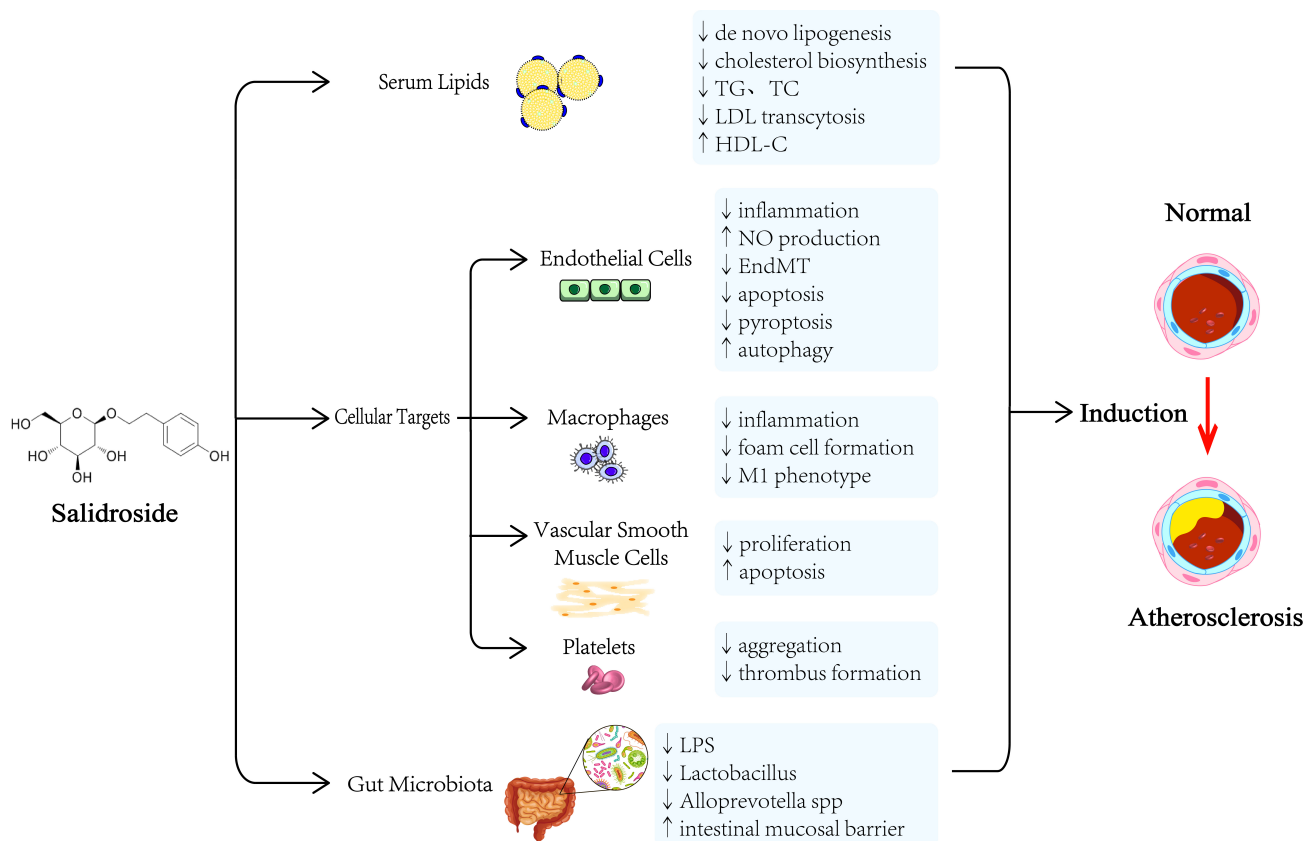 Serum Lipids
↓ de novo lipogenesis
↓ cholesterol biosynthesis
↓ TG、TC
↓ LDL transcytosis
↑ HDL-C
Endothelial Cells
↓ inflammation
↑ NO production
↓ EndMT
↓ apoptosis
↓ pyroptosis
↑ autophagy
HO
O
O
HO
OH
OH
OH
Salidroside
Cellular Targets
Macrophages
↓ inflammation
↓ foam cell formation
↓ M1 phenotype
Vascular Smooth
Muscle Cells
↓ proliferation
↑ apoptosis
Platelets
↓ aggregation
↓ thrombus formation
Gut Microbiota
↓ LPS
↓ Lactobacillus
↓ Alloprevotella spp
↑ intestinal mucosal barrier
Normal
Induction
Atherosclerosis